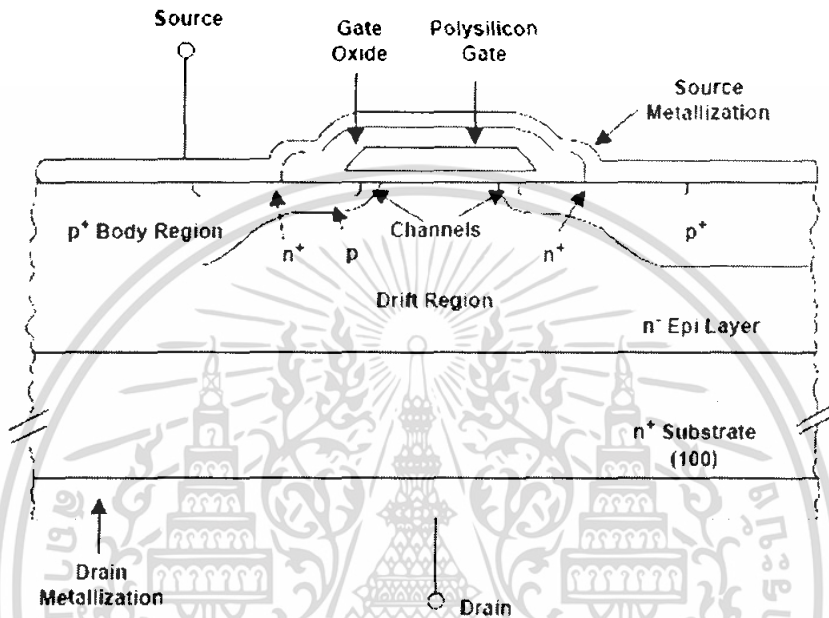 Source
Gate
Oxide
Polysilicon
Gate
Source
Metallization
p+ Body Region
n+
p
Channels
n+
p+
Drift Region
n- Epi Layer
n+ Substrate
(100)
Drain
Metallization
Drain